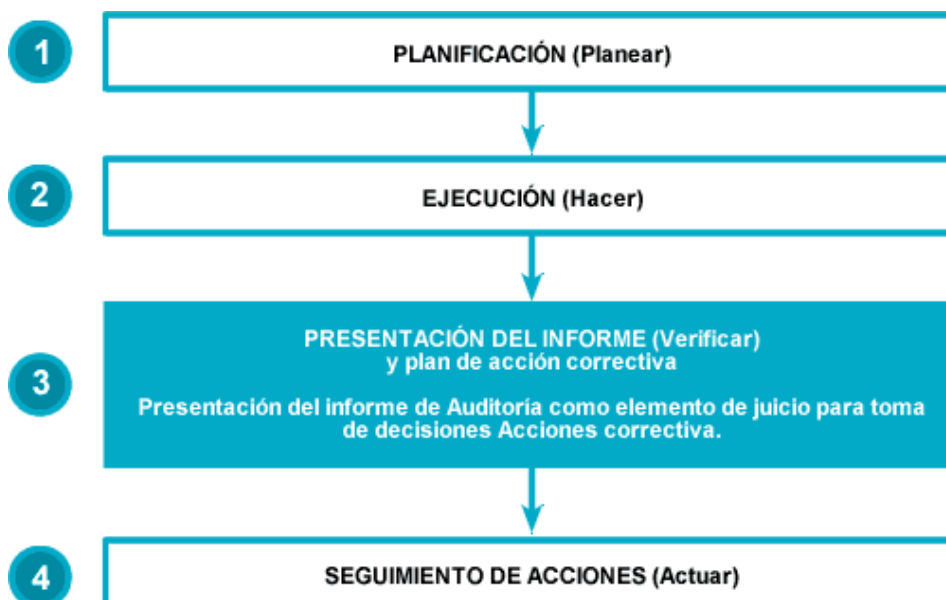 1
PLANIFICACIÓN (Planear)
2
EJECUCIÓN (Hacer)
3
PRESENTACIÓN DEL INFORME (Verificar)
y plan de acción correctiva
Presentación del informe de Auditoría como elemento de juicio para toma
de decisiones Acciones correctiva.
4
SEGUIMIENTO DE ACCIONES (Actuar)